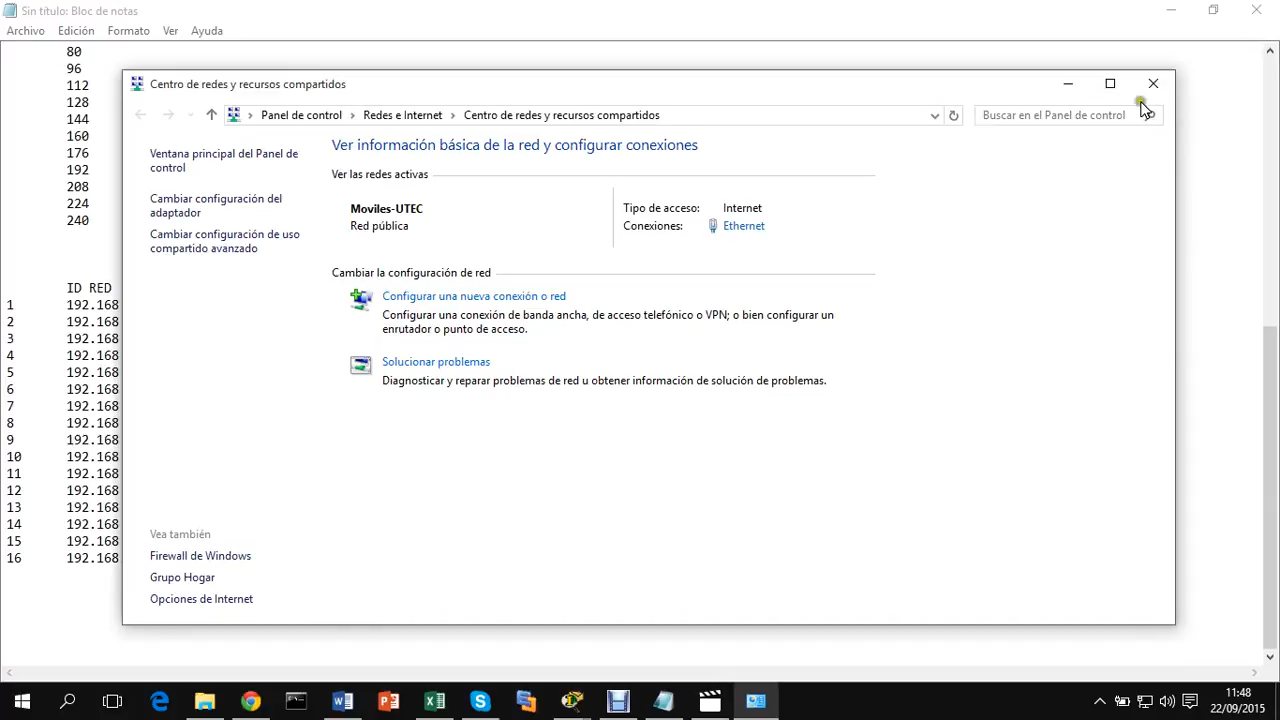 Sin título: Bloc de notas
Archivo Edición Formato Ver Ayuda
80
96
112
128
144
160
176
192
208
224
240
ID RED
1 192.168
2 192.168
3 192.168
4 192.168
5 192.168
6 192.168
7 192.168
8 192.168
9 192.168
10 192.168
11 192.168
12 192.168
13 192.168
14 192.168
15 192.168
16 192.168
Centro de redes y recursos compartidos
Panel de control Redes e Internet Centro de redes y recursos compartidos
Buscar en el Panel de control
Ventana principal del Panel de
control
Cambiar configuración del
adaptador
Cambiar configuración de uso
compartido avanzado
Ver información básica de la red y configurar conexiones
Ver las redes activas
Moviles-UTEC
Red pública
Tipo de acceso: Internet
Conexiones: Ethernet
Cambiar la configuración de red
Configurar una nueva conexión o red
Configurar una conexión de banda ancha, de acceso telefónico o VPN; o bien configurar un
enrutador o punto de acceso.
Solucionar problemas
Diagnosticar y reparar problemas de red u obtener información de solución de problemas.
Vea también
Firewall de Windows
Grupo Hogar
Opciones de Internet
11:48
22/09/2015